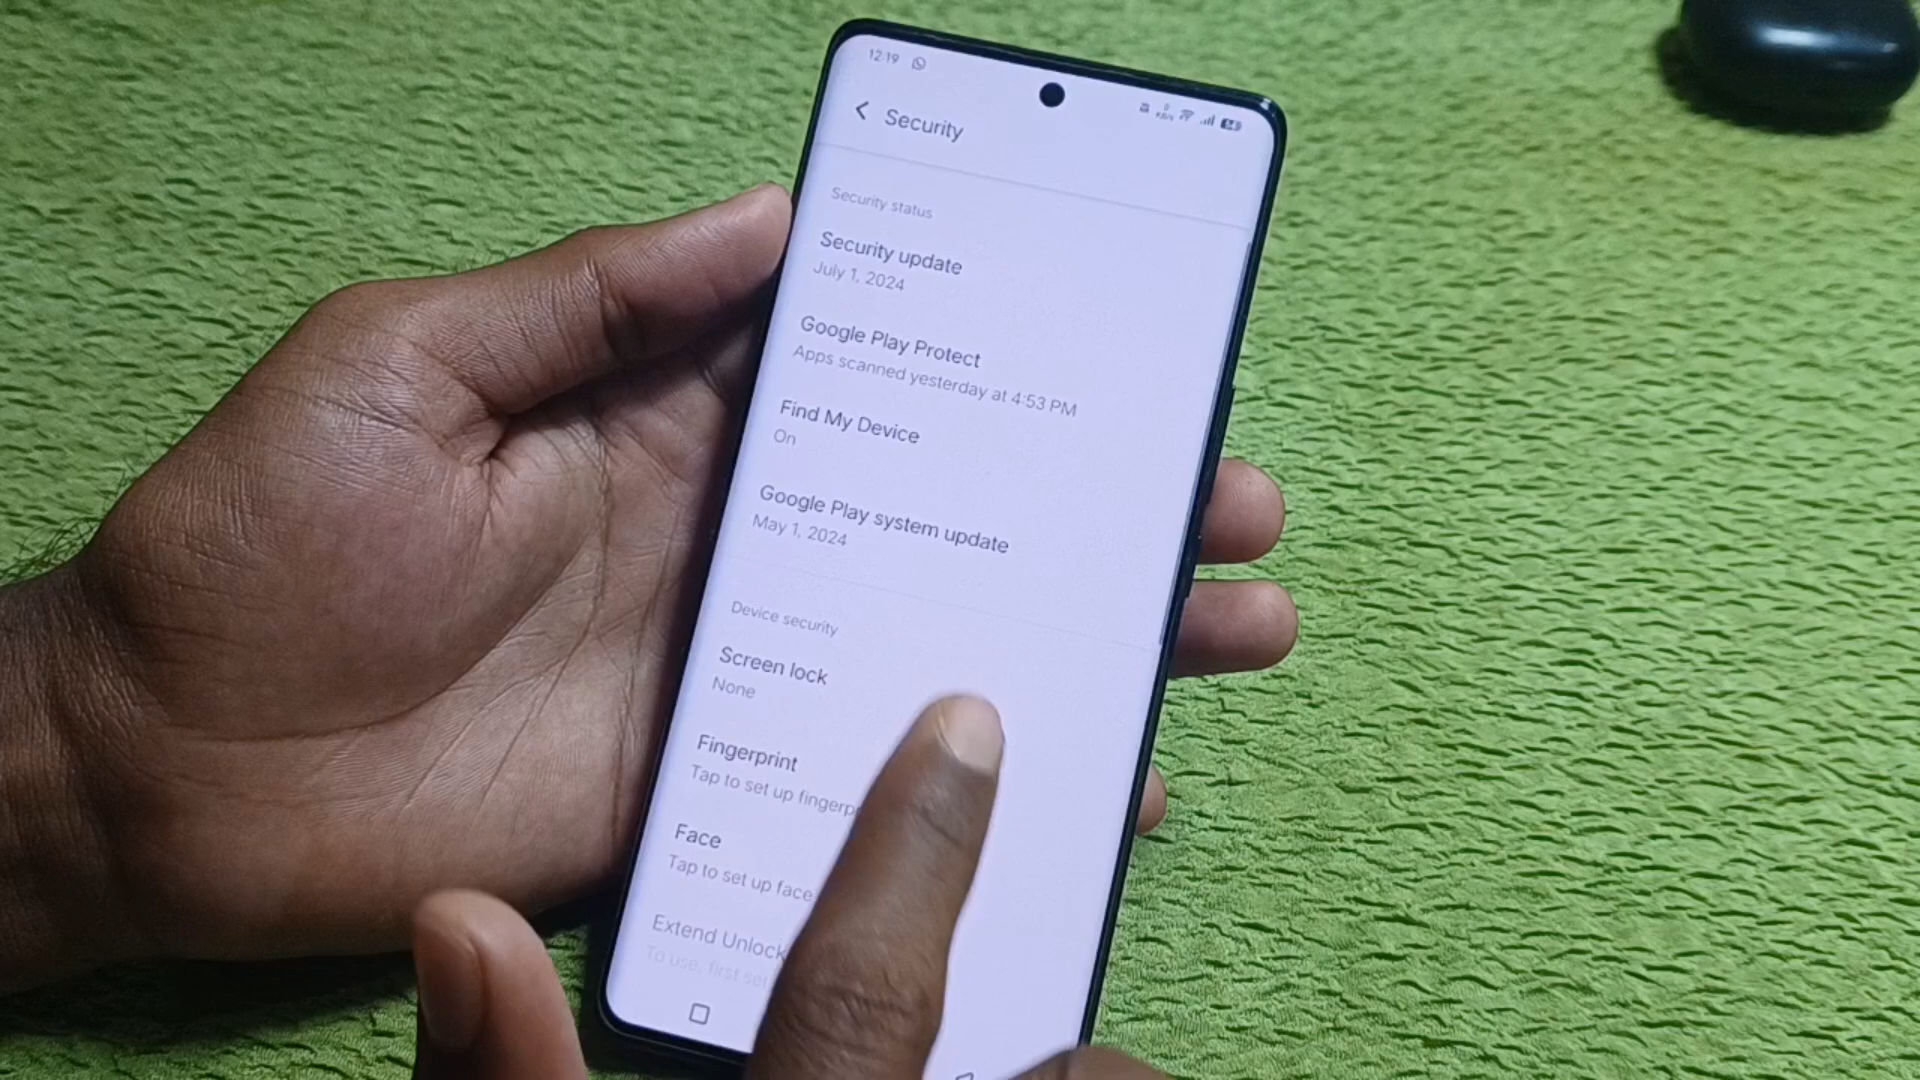 12:19
Security
Security status
Security update
July 1, 2024
Google Play Protect
Apps scanned yesterday at 4:53 PM
Find My Device
On
Google Play system update
May 1, 2024
Device security
Screen lock
None
Fingerprint
Tap to set up
Face
Tap to set up face
Extend Unlock
To use, first set